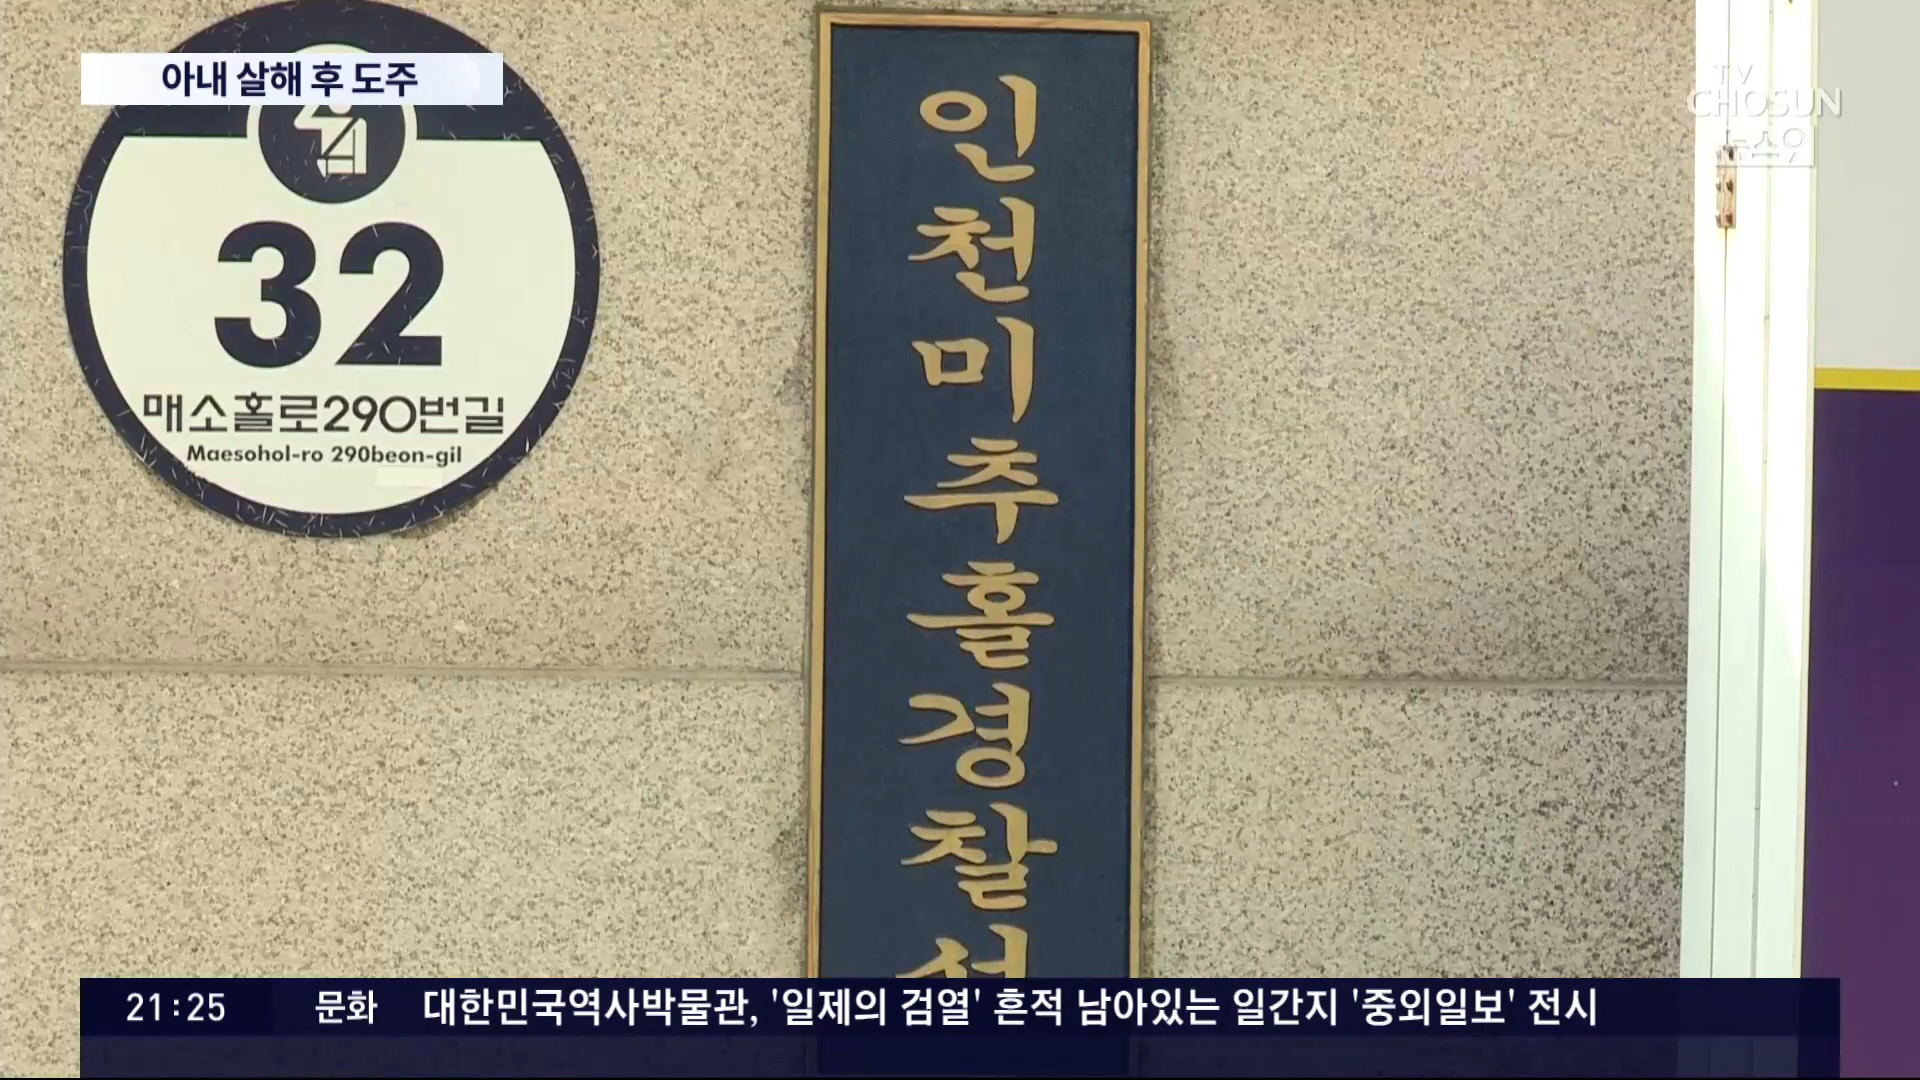 아내 살해 후 도주
32
매소홀로290번길
Maesohol-ro 290beon-gil
인천미추홀경찰서
TV
CHOSUN
뉴스9
21:25 문화 대한민국역사박물관, '일제의 검열' 흔적 남아있는 일간지 '중외일보' 전시